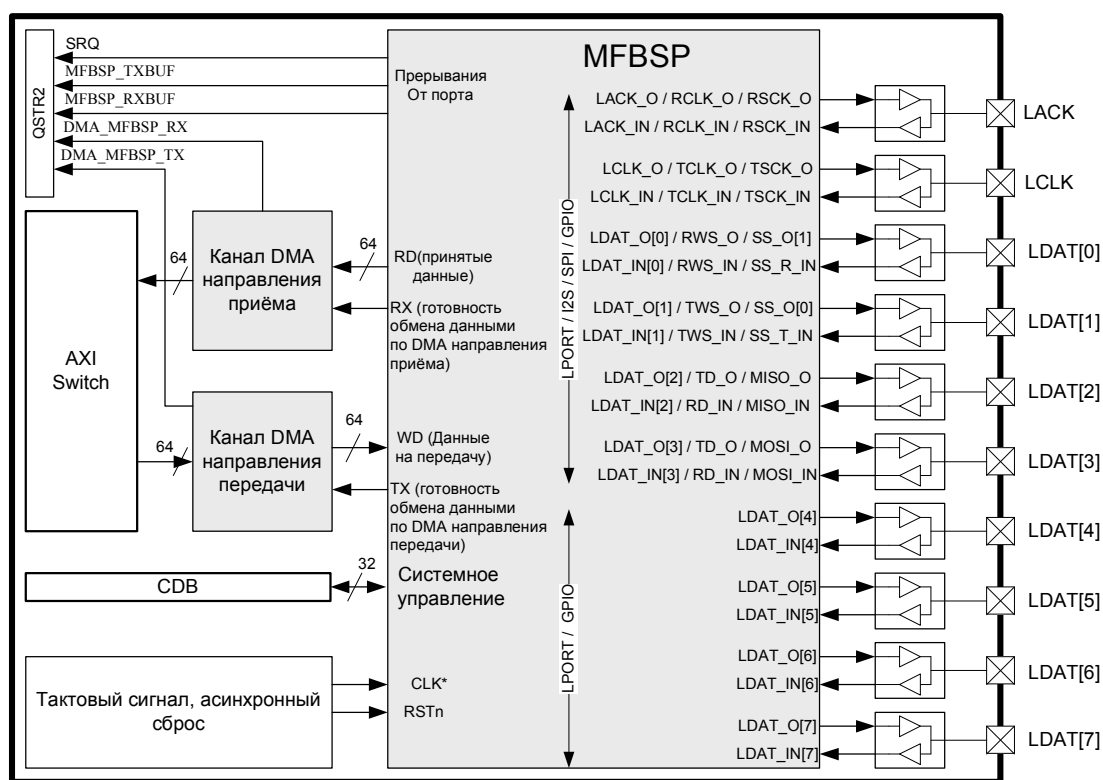 MFBSP
SRQ
MFBSP_TXBUF
MFBSP_RXBUF
DMA_MFBSP_RX
DMA_MFBSP_TX
QSTR2
Прерывания
От порта
AXI
Switch
64
Канал DMA
направления
приёма
64
RD(принятые
данные)
RX (готовность
обмена данными
по DMA направления
приёма)
64
Канал DMA
направления
передачи
64
WD (Данные
на передачу)
TX (готовность
обмена данными
по DMA направления
передачи)
CDB
32
Системное
управление
Тактовый сигнал, асинхронный
сброс
CLK*
RSTn
LPORT / I2S / SPI / GPIO
LPORT / GPIO
LACK_O / RCLK_O / RSCK_O
LACK_IN / RCLK_IN / RSCK_IN
LACK
LCLK_O / TCLK_O / TSCK_O
LCLK_IN / TCLK_IN / TSCK_IN
LCLK
LDAT_O[0] / RWS_O / SS_O[1]
LDAT_IN[0] / RWS_IN / SS_R_IN
LDAT[0]
LDAT_O[1] / TWS_O / SS_O[0]
LDAT_IN[1] / TWS_IN / SS_T_IN
LDAT[1]
LDAT_O[2] / TD_O / MISO_O
LDAT_IN[2] / RD_IN / MISO_IN
LDAT[2]
LDAT_O[3] / TD_O / MOSI_O
LDAT_IN[3] / RD_IN / MOSI_IN
LDAT[3]
LDAT_O[4]
LDAT_IN[4]
LDAT[4]
LDAT_O[5]
LDAT_IN[5]
LDAT[5]
LDAT_O[6]
LDAT_IN[6]
LDAT[6]
LDAT_O[7]
LDAT_IN[7]
LDAT[7]